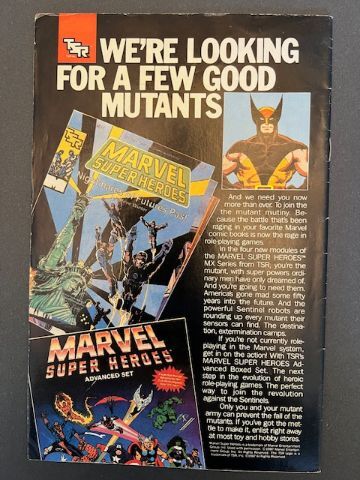 TSR
WE'RE LOOKING
FOR A FEW GOOD
MUTANTS
TSR
MARVEL
SUPER HEROES
Nightmares of Futures Past
And we need you now
more than ever. To join the
the mutant mutiny. Be-
cause the battle that's been
raging in your favorite Marvel
comic books is now the rage in
role-playing games.
In the four new modules of
the MARVEL SUPER HEROES™
MX Series from TSR, you're the
mutant, with super powers ordi-
nary men have only dreamed of.
And you're going to need them.
America's gone mad some fifty
years into the future. And the
powerful Sentinel robots are
rounding up every mutant their
sensors can find. The destina-
tion, extermination camps.
If you're not currently role-
playing in the Marvel system,
get in on the action! With TSR's
MARVEL SUPER HEROES Ad-
vanced Boxed Set. The next
step in the evolution of heroic
role-playing games. The perfect
way to join the revolution
against the Sentinels.
Only you and your mutant
army can prevent the fall of the
mutants. If you've got the met-
tle to make it, enlist right away
at most toy and hobby stores.
MARVEL
SUPER HEROES
ADVANCED SET